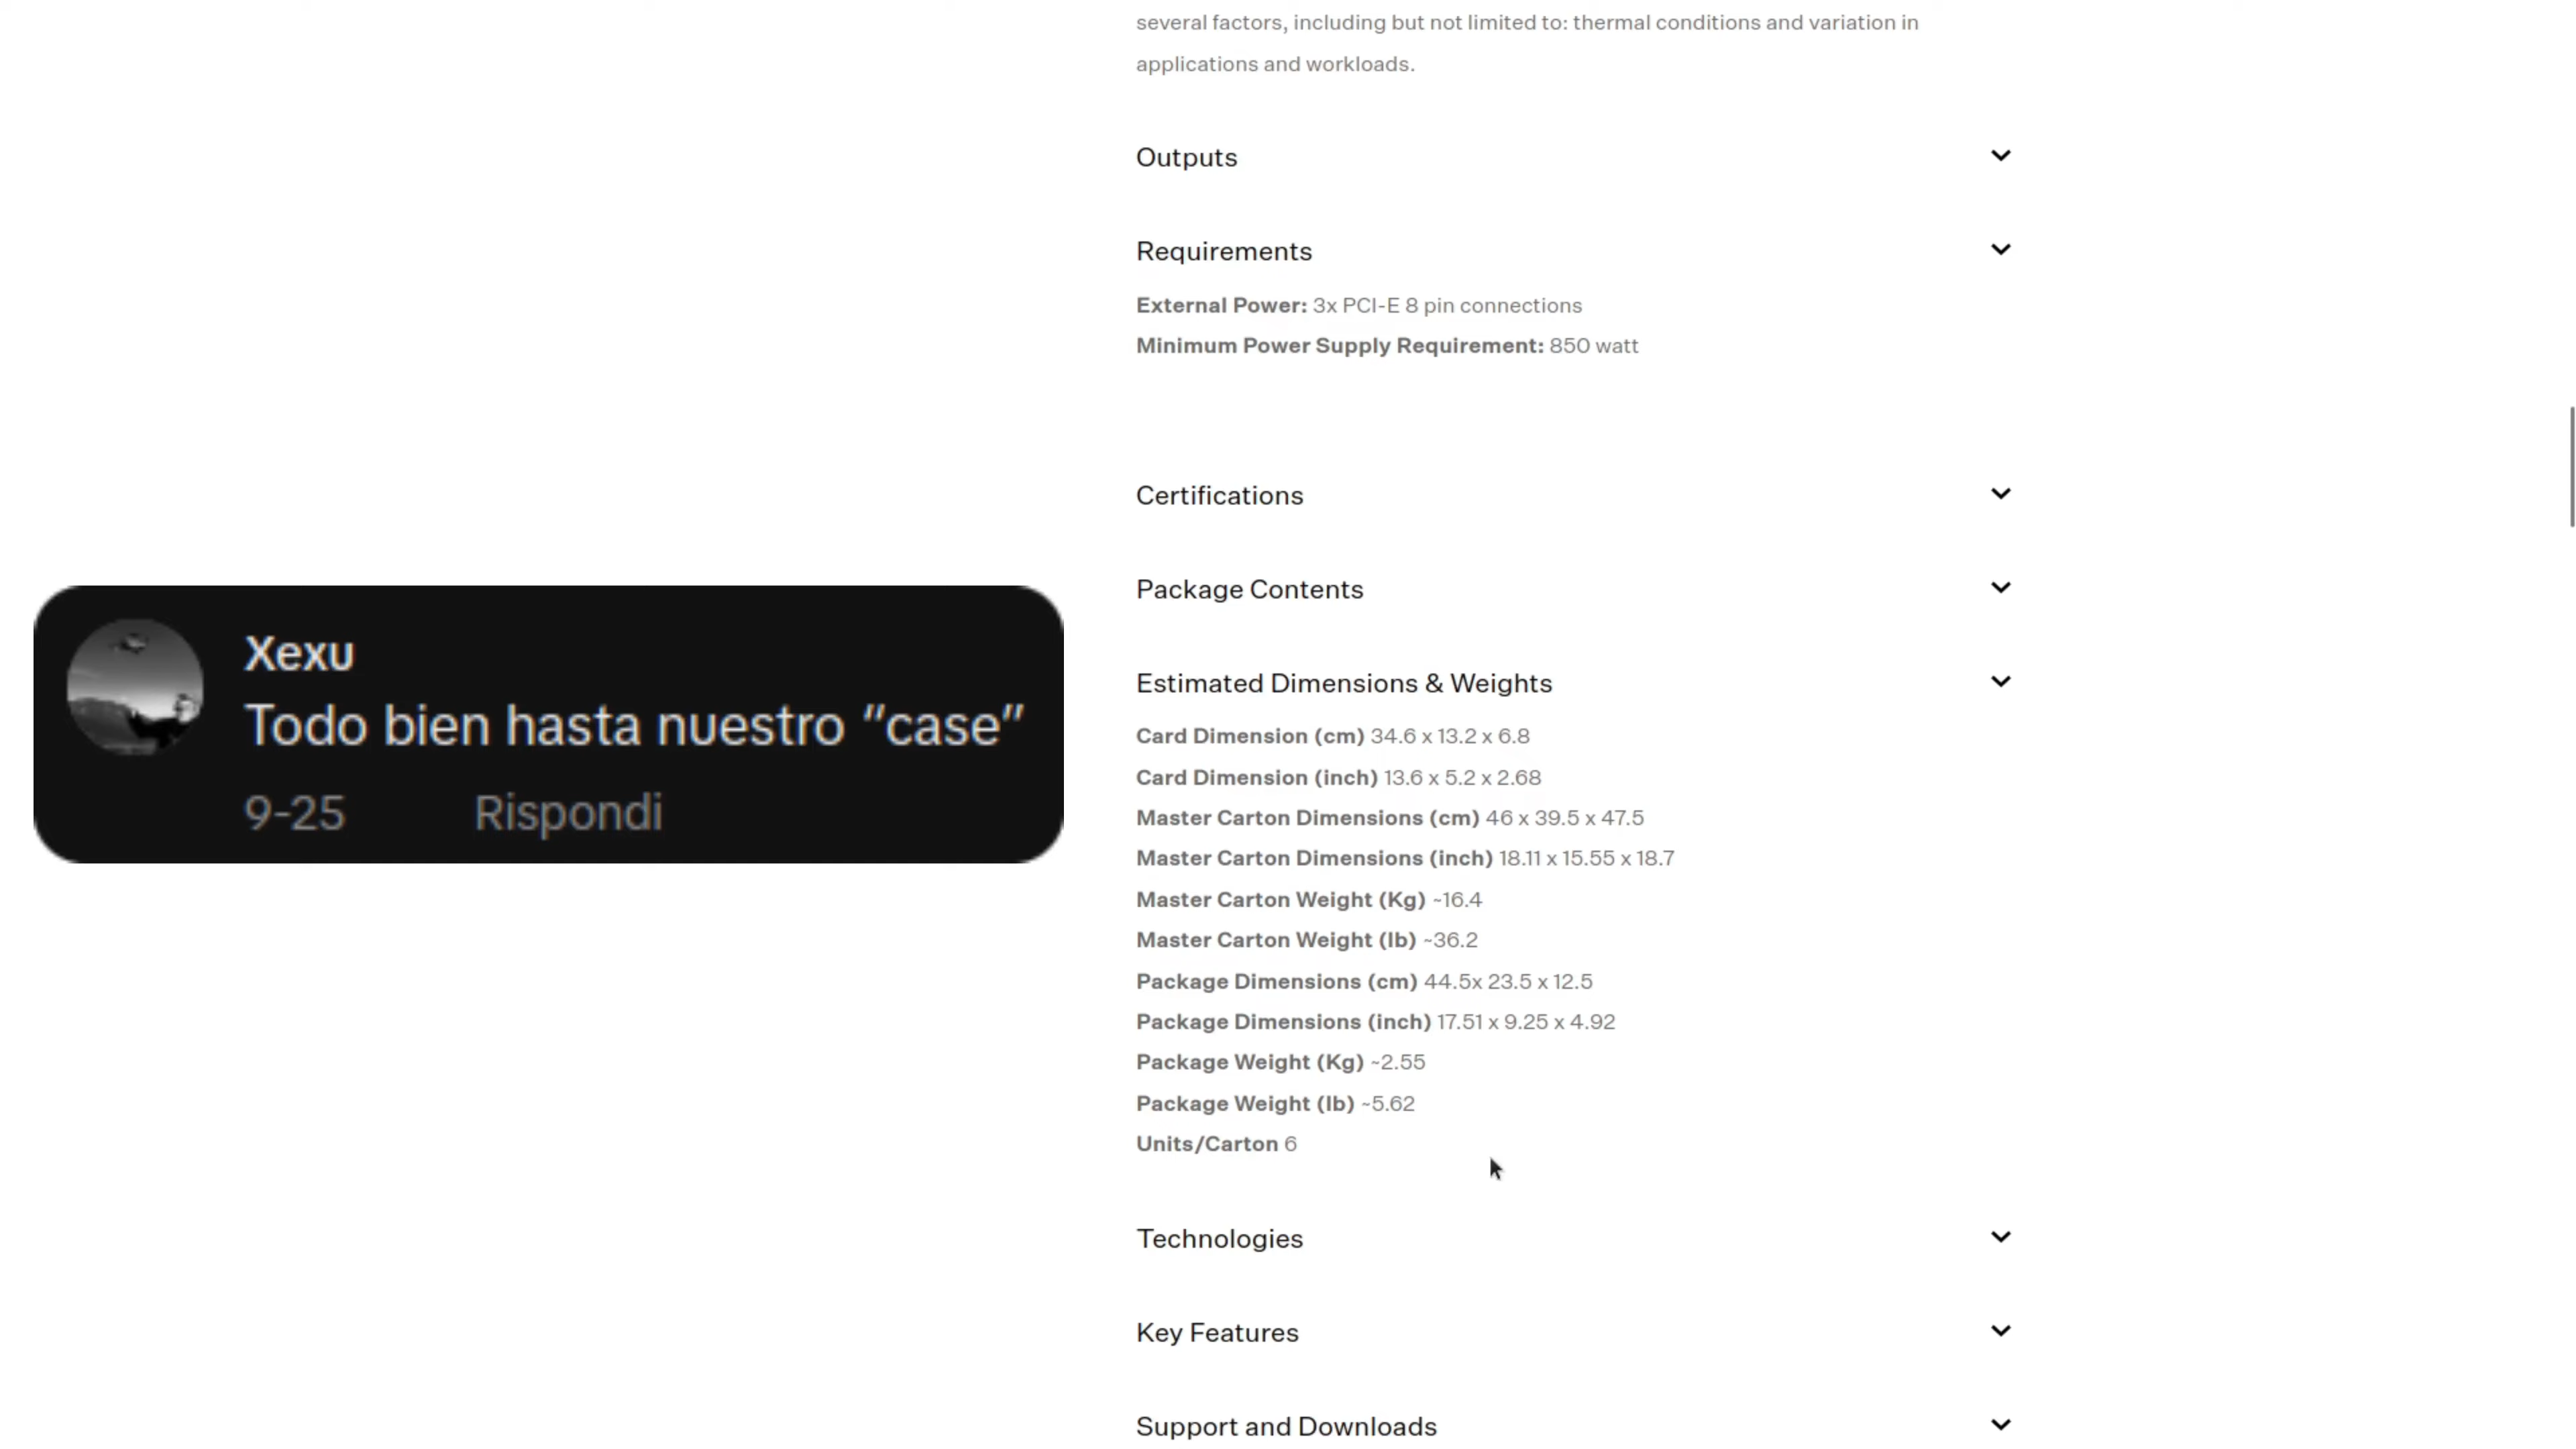 several factors, including but not limited to: thermal conditions and variation in
applications and workloads.
Outputs
Requirements
External Power: 3x PCI-E 8 pin connections
Minimum Power Supply Requirement: 850 watt
Certifications
Package Contents
Xexu
Todo bien hasta nuestro "case"
9-25 Rispondi
Estimated Dimensions & Weights
Card Dimension (cm) 34.6 x 13.2 x 6.8
Card Dimension (inch) 13.6 x 5.2 x 2.68
Master Carton Dimensions (cm) 46 x 39.5 x 47.5
Master Carton Dimensions (inch) 18.11 x 15.55 x 18.7
Master Carton Weight (Kg) ~16.4
Master Carton Weight (lb) ~36.2
Package Dimensions (cm) 44.5x 23.5 x 12.5
Package Dimensions (inch) 17.51 x 9.25 x 4.92
Package Weight (Kg) ~2.55
Package Weight (lb) ~5.62
Units/Carton 6
Technologies
Key Features
Support and Downloads